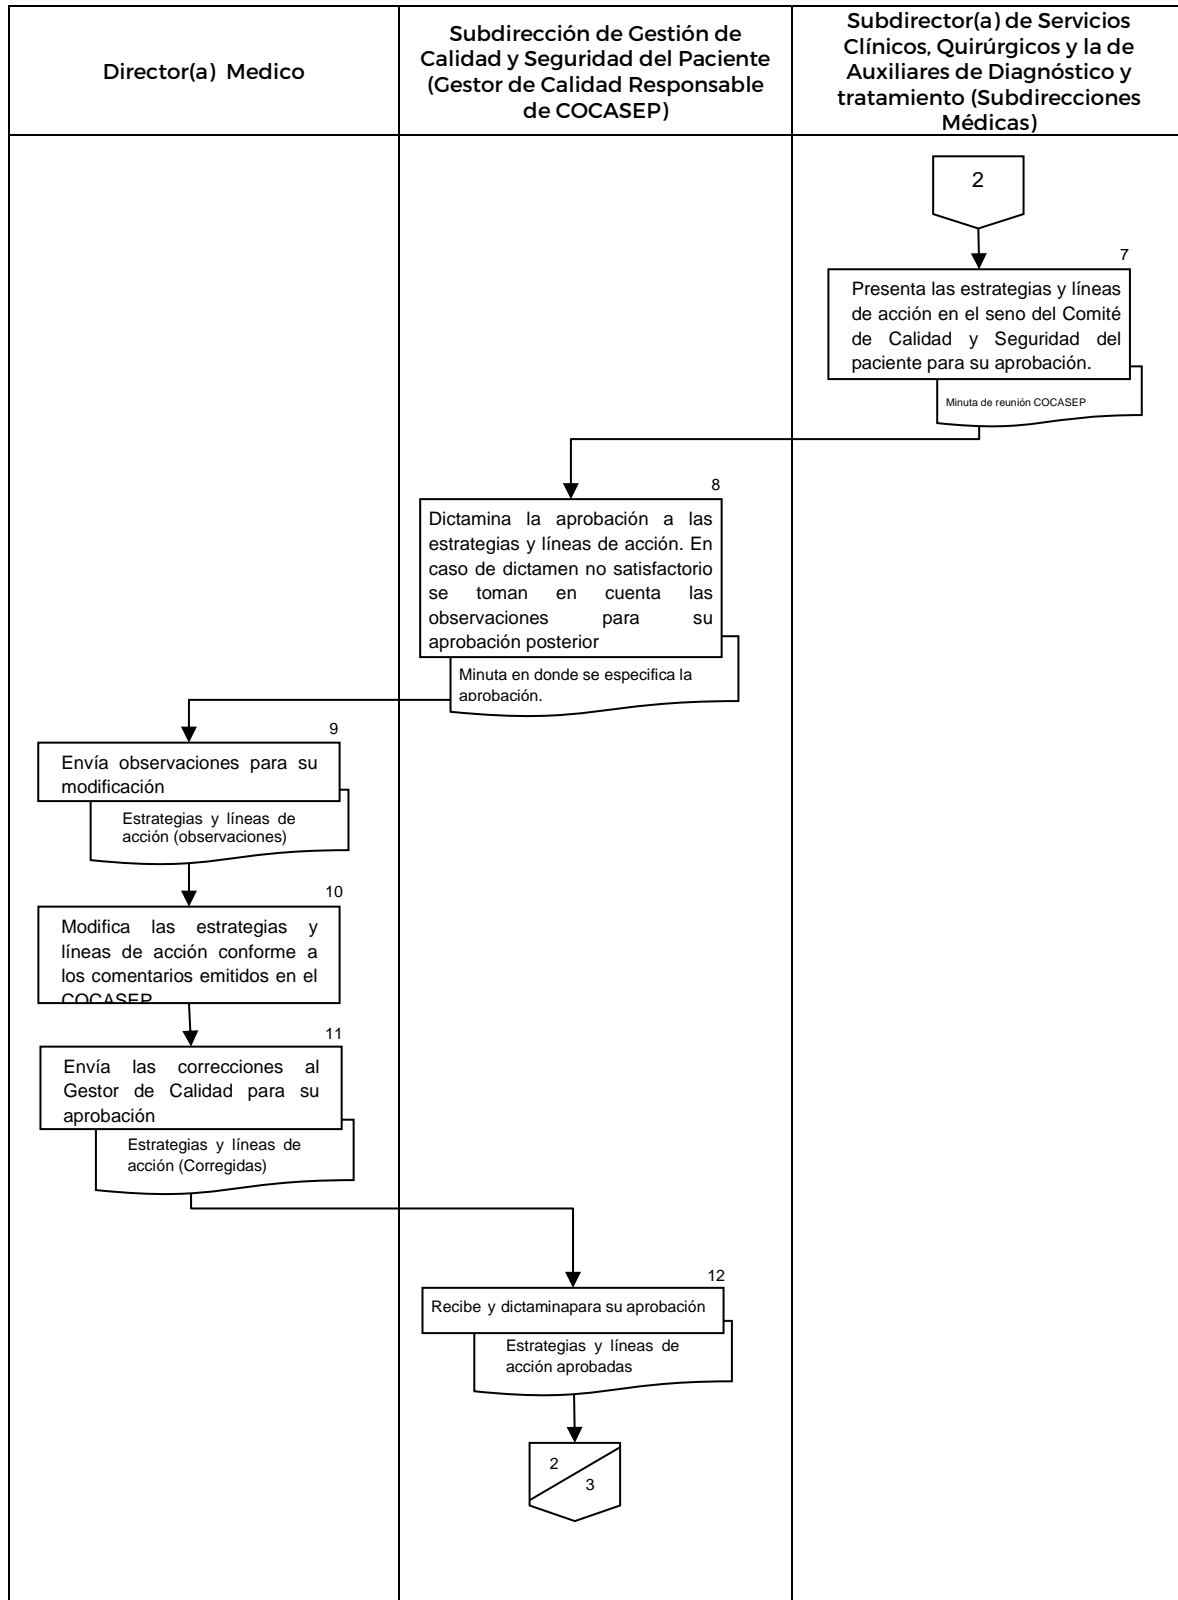 Director(a) Medico
Subdirección de Gestión de
Calidad y Seguridad del Paciente
(Gestor de Calidad Responsable
de COCASEP)
Subdirector(a) de Servicios
Clínicos, Quirúrgicos y la de
Auxiliares de Diagnóstico y
tratamiento (Subdirecciones
Médicas)
2
7
Presenta las estrategias y líneas
de acción en el seno del Comité
de Calidad y Seguridad del
paciente para su aprobación.
Minuta de reunión COCASEP
8
Dictamina la aprobación a las
estrategias y líneas de acción. En
caso de dictamen no satisfactorio
se toman en cuenta las
observaciones para su
aprobación posterior
Minuta en donde se especifica la
aprobación.
9
Envía observaciones para su
modificación
Estrategias y líneas de
acción (observaciones)
10
Modifica las estrategias y
líneas de acción conforme a
los comentarios emitidos en el
COCASEP
11
Envía las correcciones al
Gestor de Calidad para su
aprobación
Estrategias y líneas de
acción (Corregidas)
12
Recibe y dictaminapara su aprobación
Estrategias y líneas de
acción aprobadas
2
3